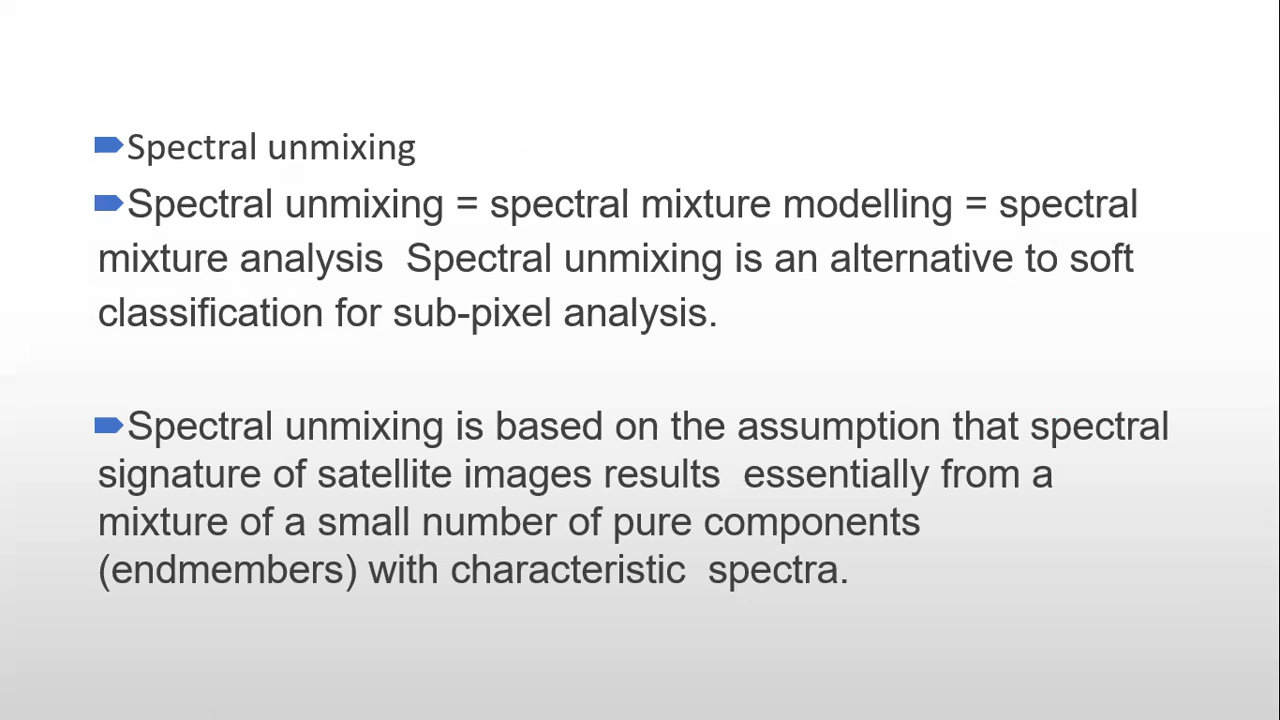 Spectral unmixing
Spectral unmixing = spectral mixture modelling = spectral
mixture analysis  Spectral unmixing is an alternative to soft
classification for sub-pixel analysis.
Spectral unmixing is based on the assumption that spectral
signature of satellite images results  essentially from a
mixture of a small number of pure components
(endmembers) with characteristic  spectra.